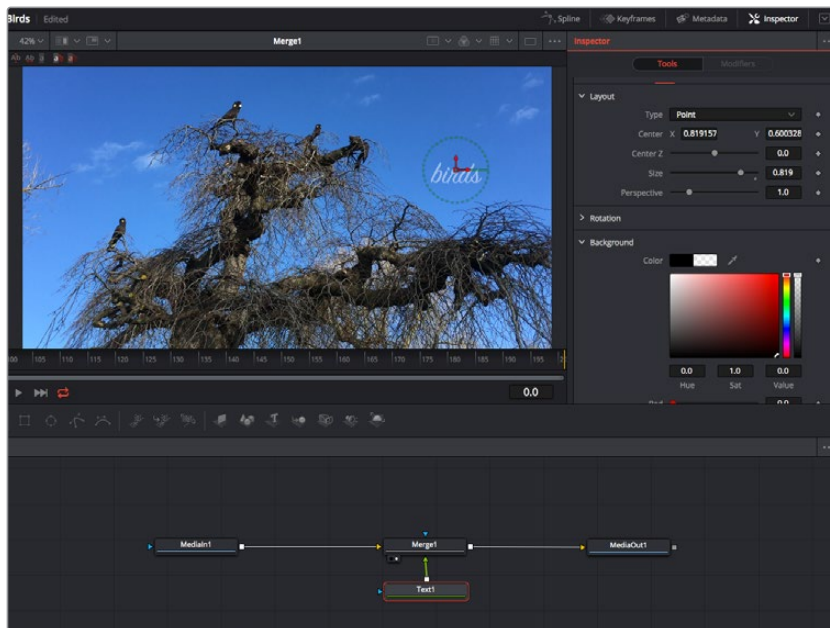 Birds Edited Spline Keyframes Metadata Inspector
42% Merge1 Inspector
Tools Modifiers
Layout
Type Point
Center X 0.819157 Y 0.600328
Center Z 0.0
Size 0.819
Perspective 1.0
Rotation
Background
Color
birds
0.0 1.0 0.0
Hue Sat Value
105 110 115 120 125 130 135 140 145 150 155 160 165 170 175 180 185 190 195
0.0
MediaIn1 Merge1 MediaOut1
Text1